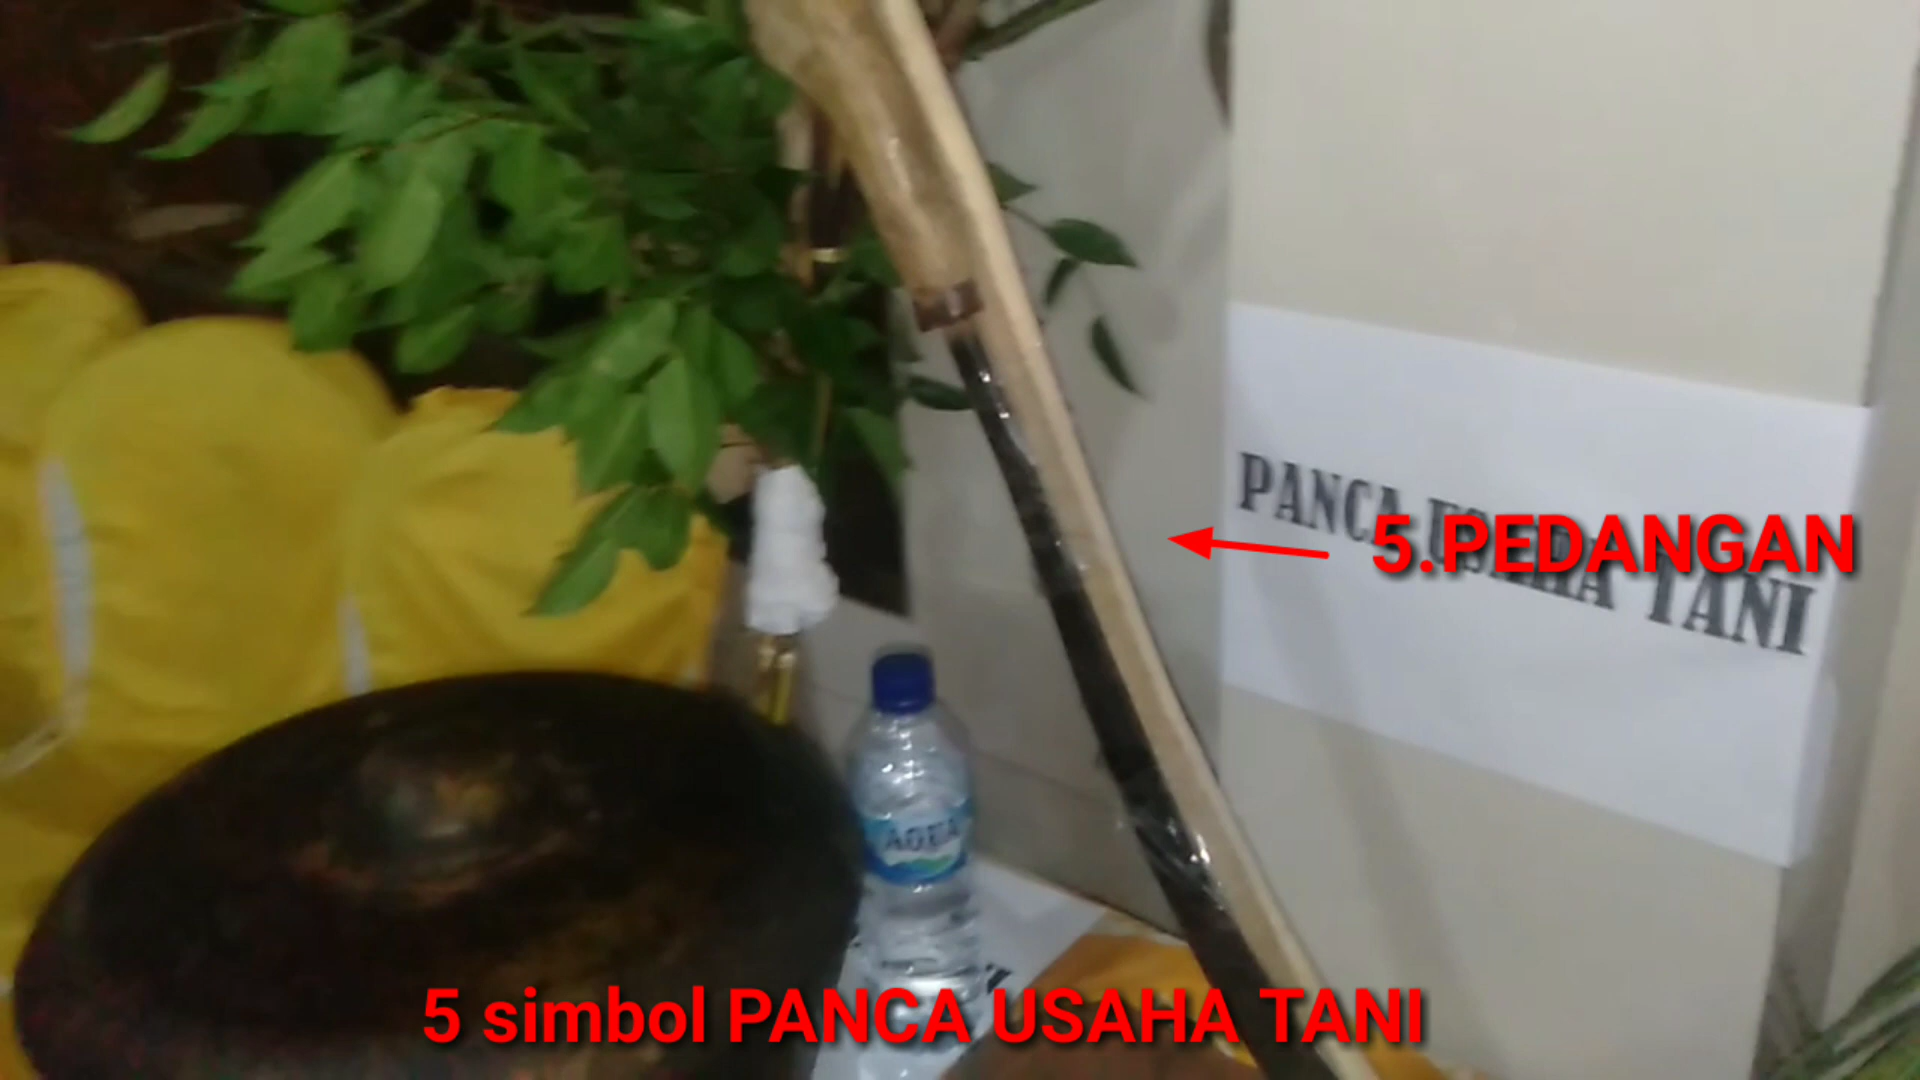 PANCA USAHA TANI
5.PEDANGAN
AQUA
5 simbol PANCA USAHA TANI